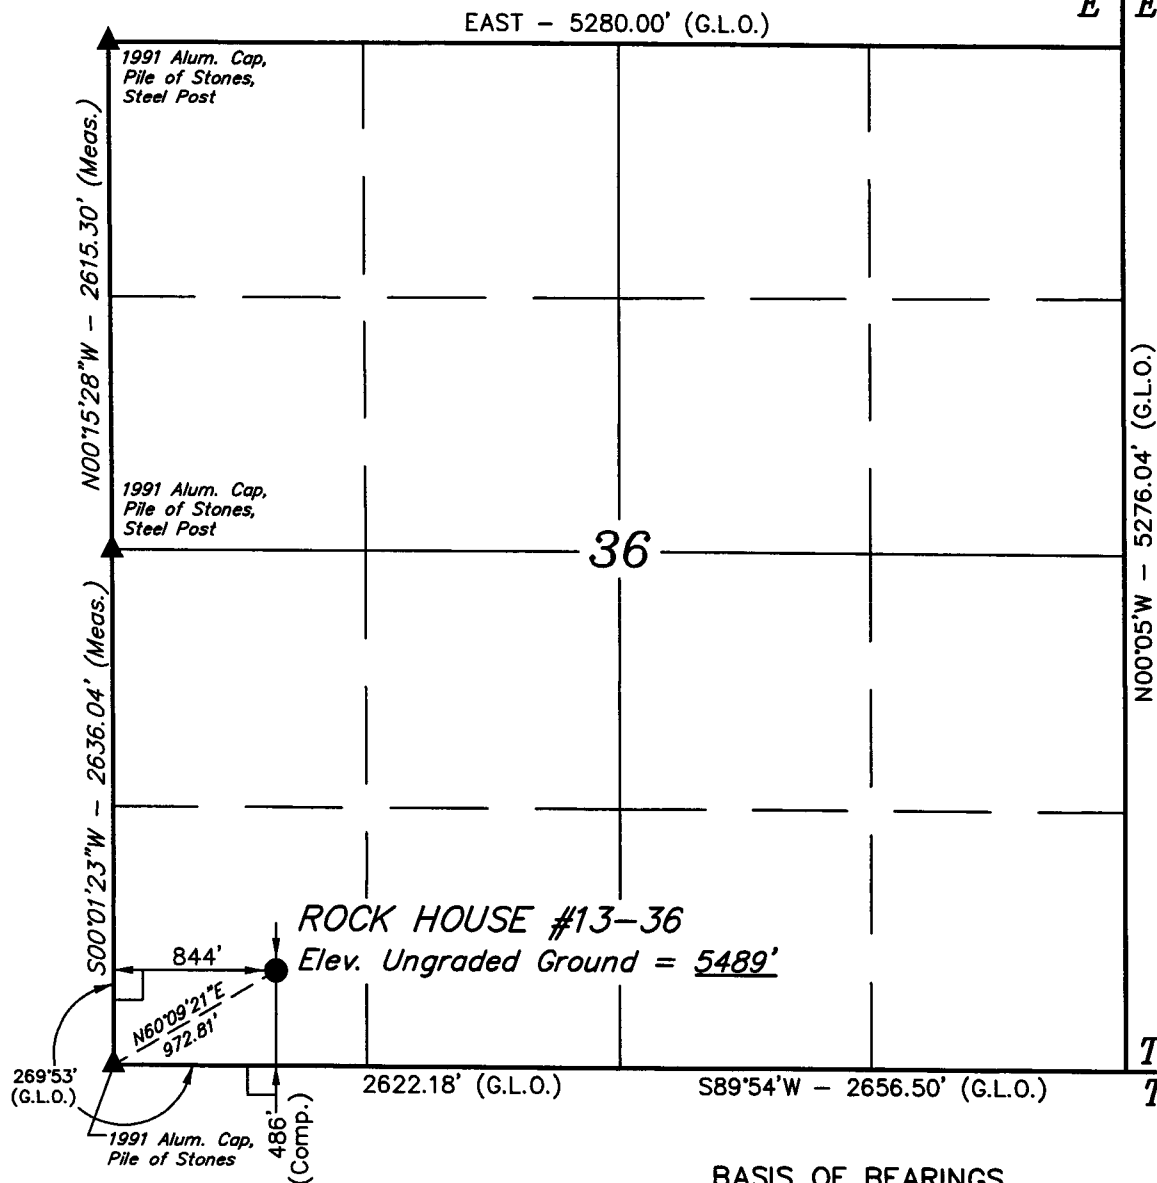 EAST – 5280.00' (G.L.O.)
E
E
1991 Alum. Cap,
Pile of Stones,
Steel Post
N00°15'28"W – 2615.30' (Meas.)
N00°05'W – 5276.04' (G.L.O.)
1991 Alum. Cap,
Pile of Stones,
Steel Post
36
S00°01'23"W – 2636.04' (Meas.)
ROCK HOUSE #13–36
Elev. Ungraded Ground = 5489'
844'
N60°09'21"E
972.81'
269°53'
(G.L.O.)
2622.18' (G.L.O.)
S89°54'W – 2656.50' (G.L.O.)
T
T
486'
(Comp.)
1991 Alum. Cap,
Pile of Stones
BASIS OF BEARINGS